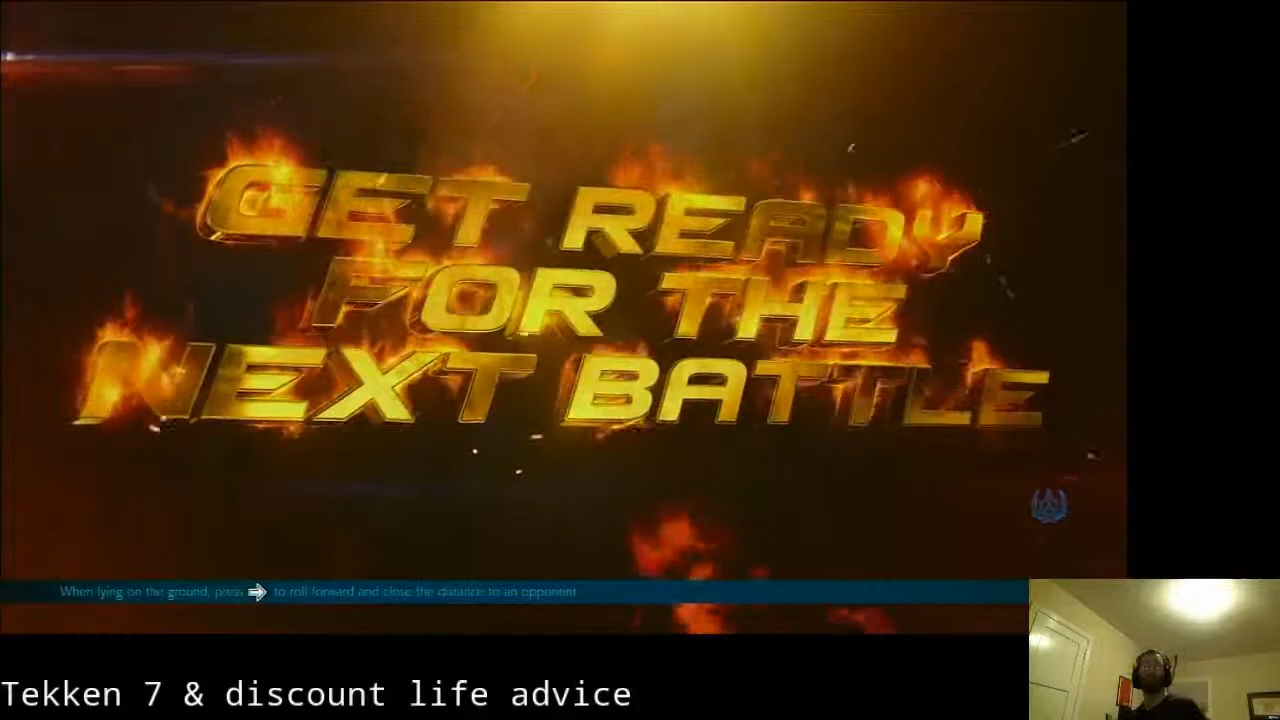 GET READY
FOR THE
NEXT BATTLE
When lying on the ground, press to roll forward and close the distance to an opponent
Tekken 7 & discount life advice